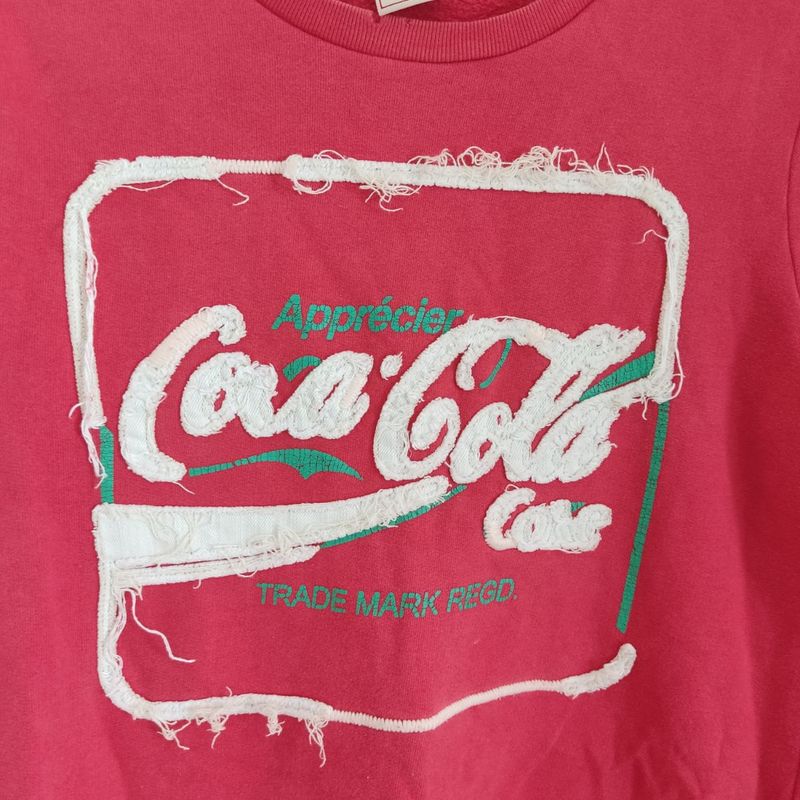 Apprécier
Coca-Cola
Coke
TRADE MARK REGD.